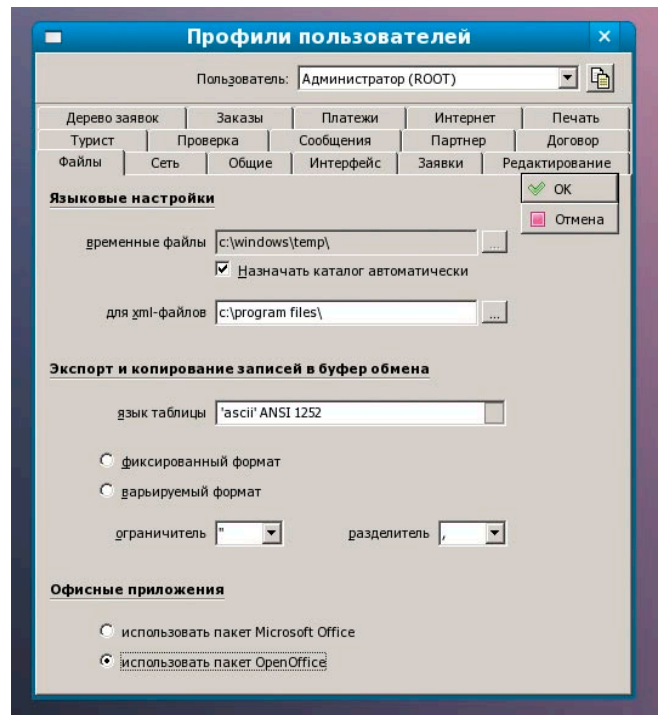 Профили пользователей
Пользователь: Администратор (ROOT)
Дерево заявок Заказы Платежи Интернет Печать
Турист Проверка Сообщения Партнер Договор
Файлы Сеть Общие Интерфейс Заявки Редактирование
OK
Языковые настройки
Отмена
временные файлы c:\windows\temp\ ...
Назначать каталог автоматически
для xml-файлов c:\program files\ ...
Экспорт и копирование записей в буфер обмена
язык таблицы 'ascii' ANSI 1252
фиксированный формат
варьируемый формат
ограничитель " разделитель ,
Офисные приложения
использовать пакет Microsoft Office
использовать пакет OpenOffice